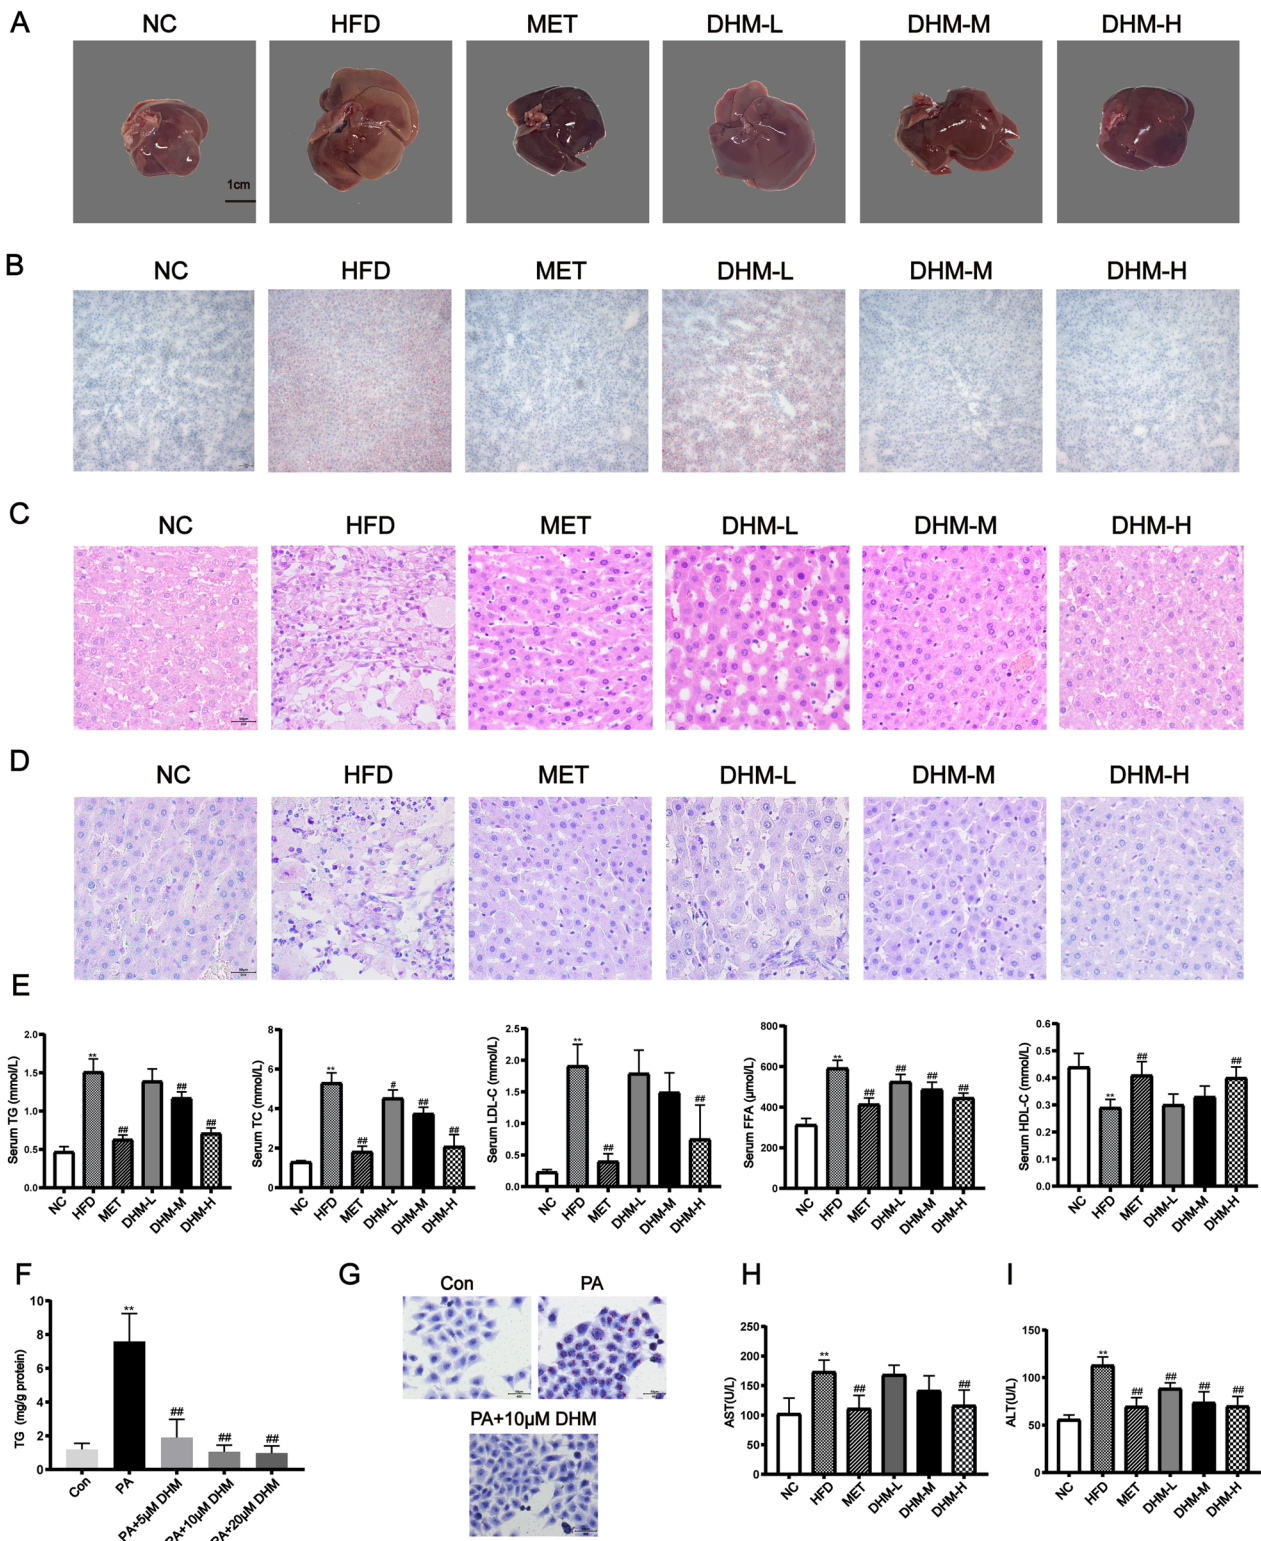 A
NC HFD MET DHM-L DHM-M DHM-H
1cm
B
NC HFD MET DHM-L DHM-M DHM-H
C
NC HFD MET DHM-L DHM-M DHM-H
D
NC HFD MET DHM-L DHM-M DHM-H
E
Serum TG (mmol/L)
2.0
1.5
1.0
0.5
0.0
**
##
##
##
NC HFD MET DHM-L DHM-M DHM-H
Serum TC (mmol/L)
8
6
4
2
0
**
##
#
##
##
NC HFD MET DHM-L DHM-M DHM-H
Serum LDL-C (mmol/L)
2.5
2.0
1.5
1.0
0.5
0.0
**
##
##
NC HFD MET DHM-L DHM-M DHM-H
Serum FFA (μmol/L)
800
600
400
200
0
**
##
##
##
##
NC HFD MET DHM-L DHM-M DHM-H
Serum HDL-C (mmol/L)
0.6
0.5
0.4
0.3
0.2
0.1
0.0
**
##
##
NC HFD MET DHM-L DHM-M DHM-H
F
TG (mg/g protein)
10
8
6
4
2
0
**
##
##
##
Con PA PA+5μM DHM PA+10μM DHM PA+20μM DHM
G
Con PA
PA+10μM DHM
H
AST(U/L)
250
200
150
100
50
0
**
##
##
NC HFD MET DHM-L DHM-M DHM-H
I
ALT(U/L)
150
100
50
0
**
##
##
##
##
NC HFD MET DHM-L DHM-M DHM-H